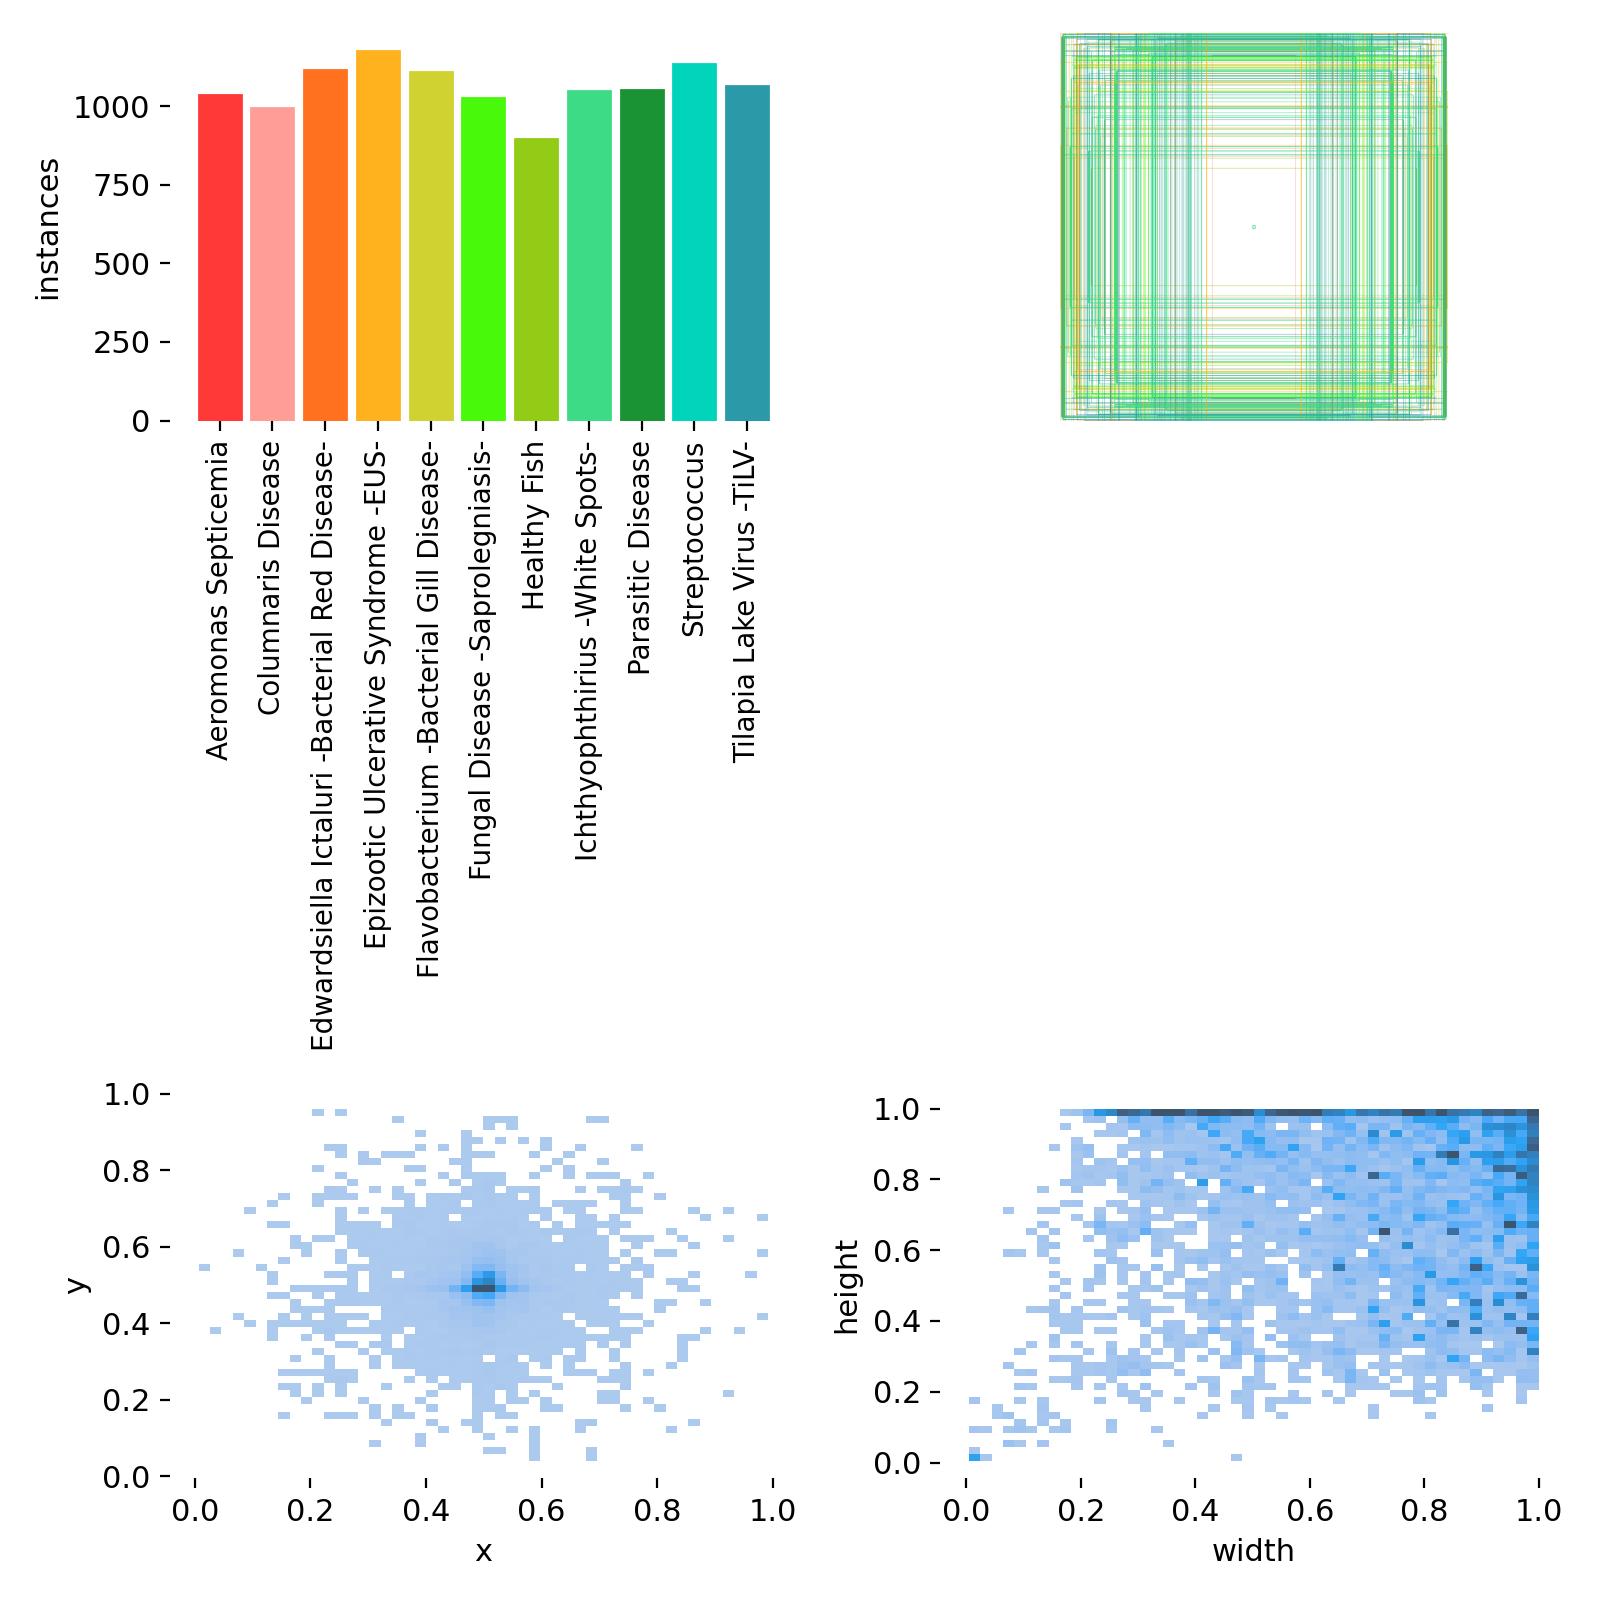 instances
1000
750
500
250
0
Aeromonas Septicemia
Columnaris Disease
Edwardsiella Ictaluri -Bacterial Red Disease-
Epizootic Ulcerative Syndrome -EUS-
Flavobacterium -Bacterial Gill Disease-
Fungal Disease -Saprolegniasis-
Healthy Fish
Ichthyophthirius -White Spots-
Parasitic Disease
Streptococcus
Tilapia Lake Virus -TiLV-
y
1.0
0.8
0.6
0.4
0.2
0.0
0.0 0.2 0.4 0.6 0.8 1.0
x
height
1.0
0.8
0.6
0.4
0.2
0.0
0.0 0.2 0.4 0.6 0.8 1.0
width